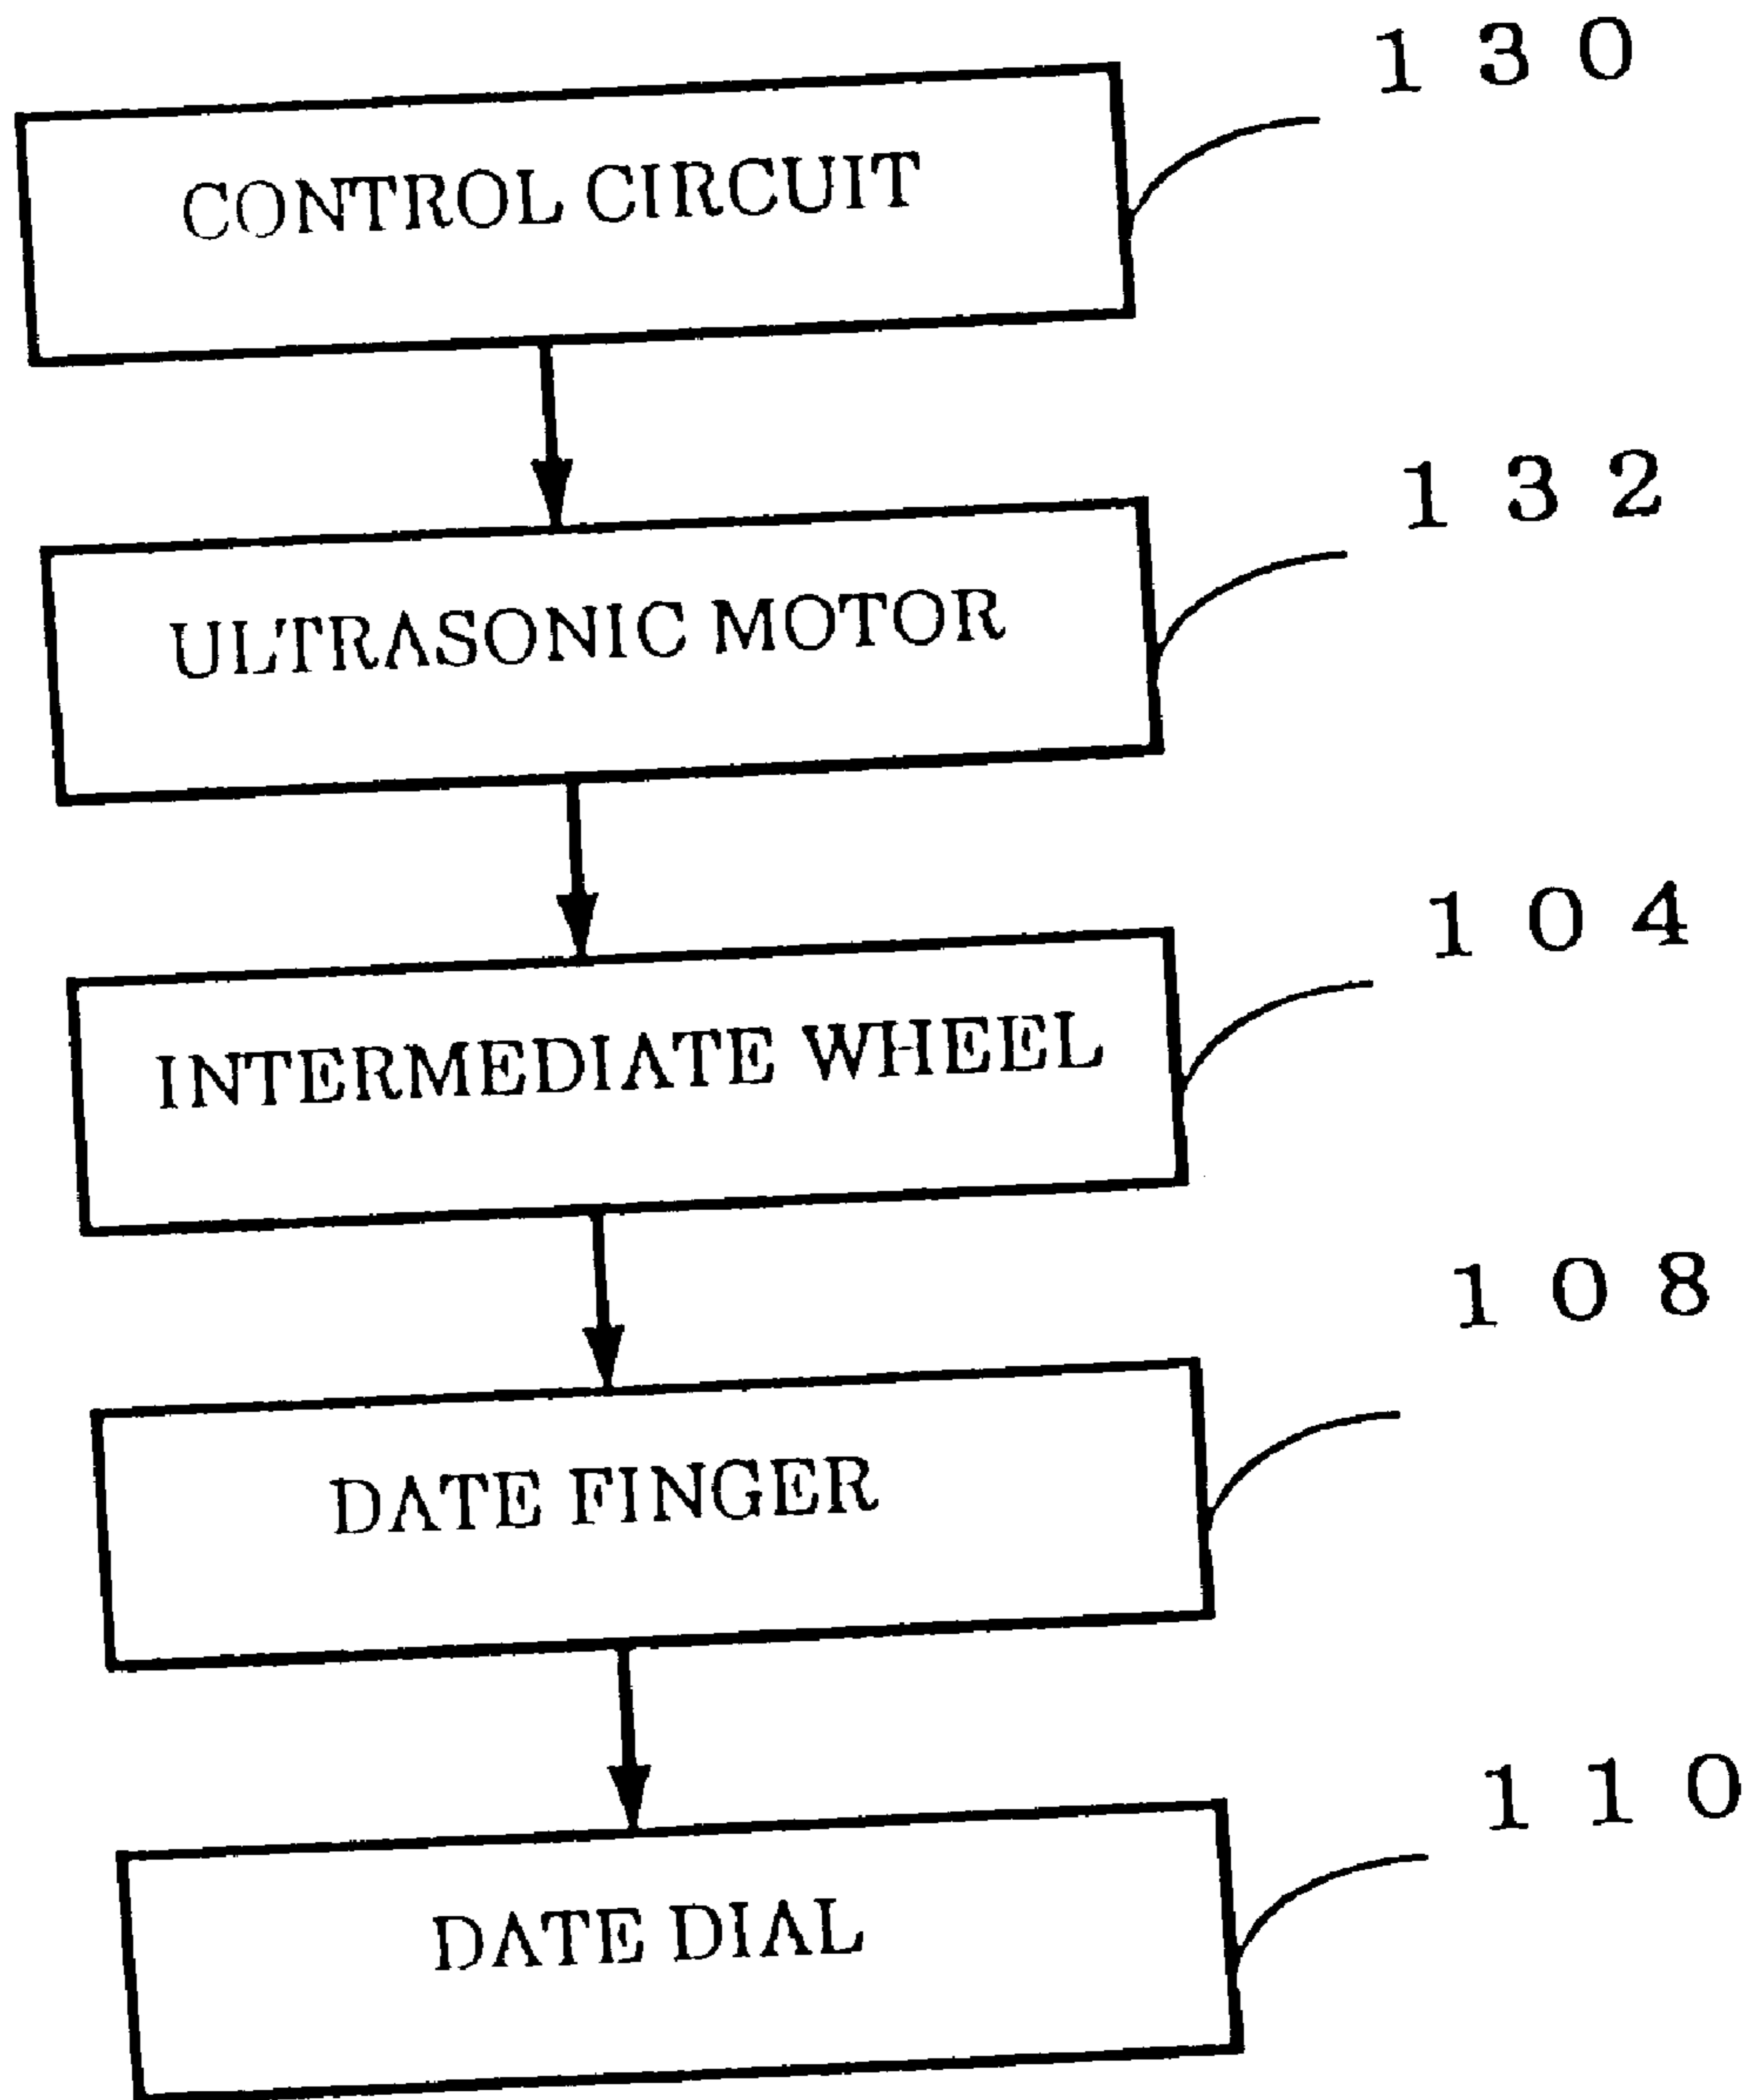 130
CONTROL CIRCUIT
132
ULTRASONIC MOTOR
104
INTERMEDIATE WHEEL
108
DATE FINGER
110
DATE DIAL